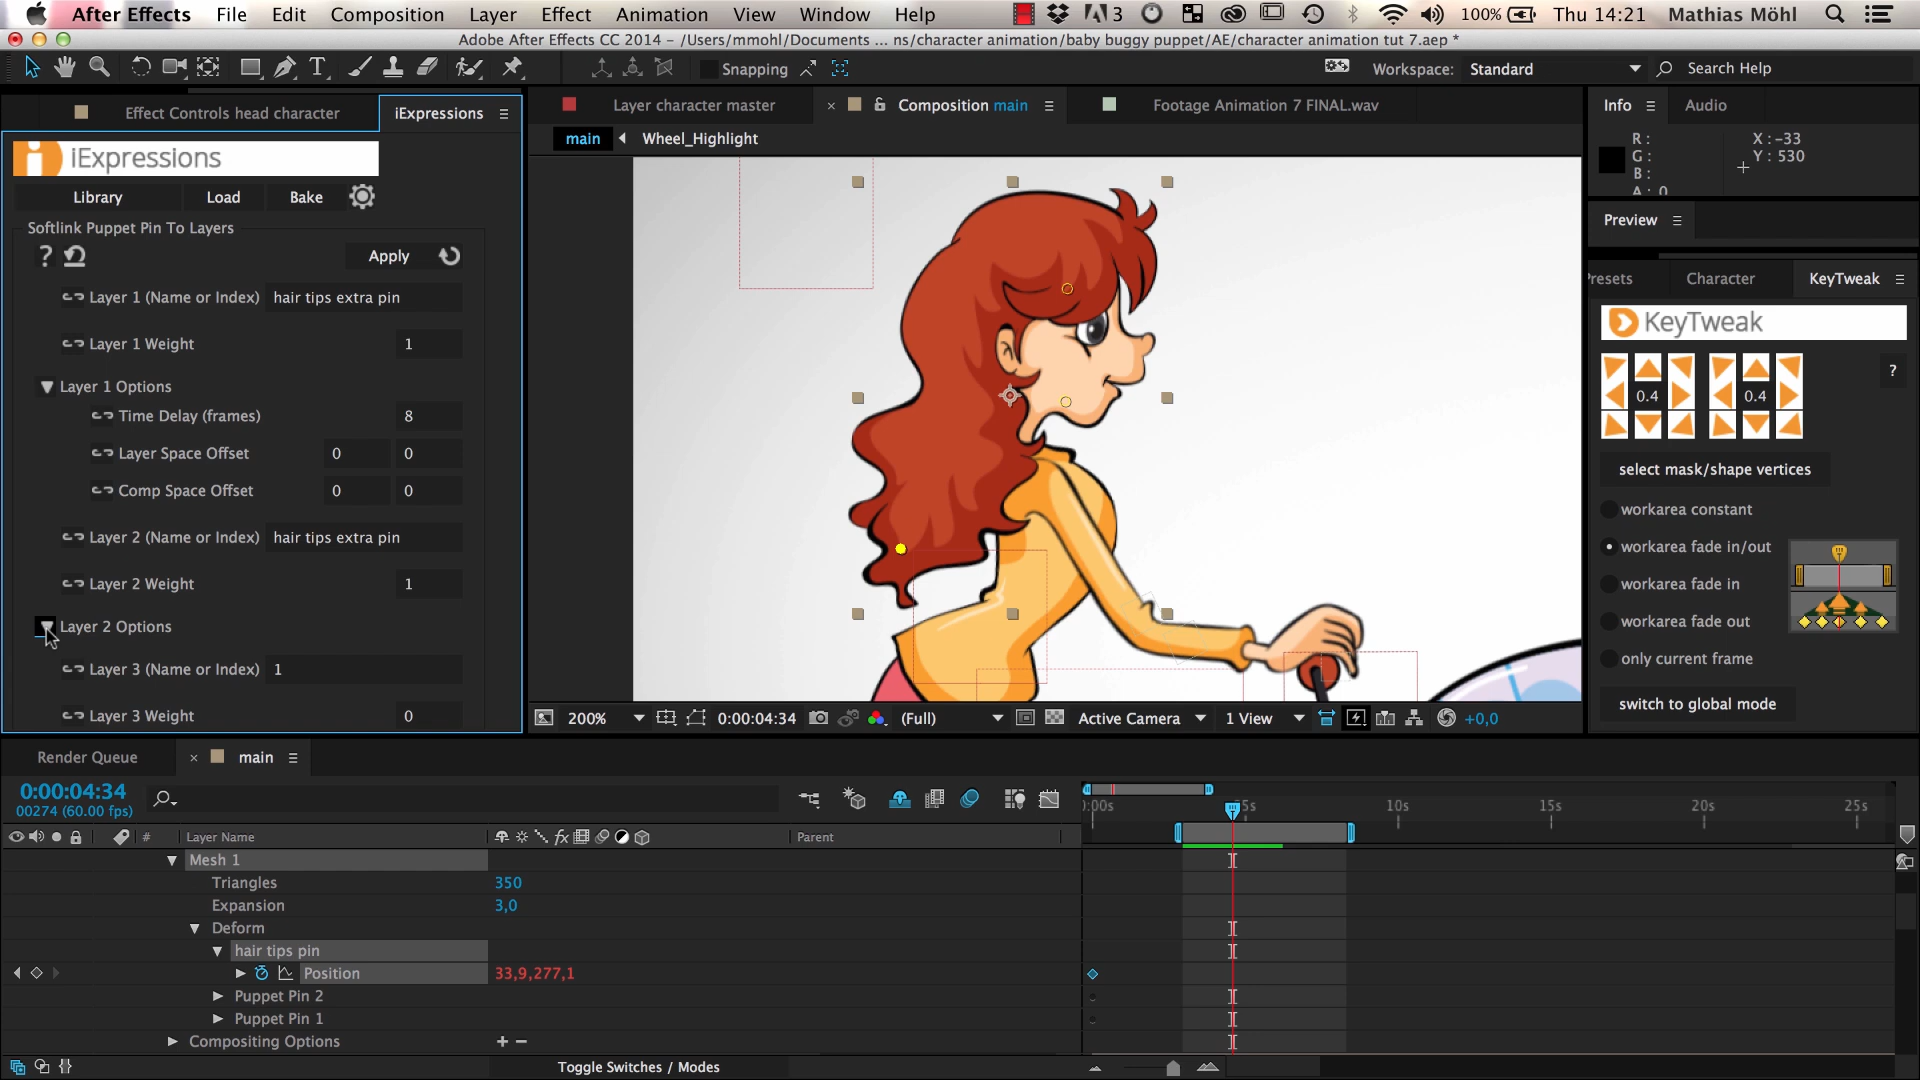 After Effects File Edit Composition Layer Effect Animation View Window Help 3 100% Thu 14:21 Mathias Möhl
Adobe After Effects CC 2014 – /Users/mmohl/Documents ... ns/character animation/baby buggy puppet/AE/character animation tut 7.aep *
Snapping Workspace: Standard Search Help
Effect Controls head character iExpressions
iExpressions
Library Load Bake
Softlink Puppet Pin To Layers
? Apply
Layer 1 (Name or Index) hair tips extra pin
Layer 1 Weight 1
Layer 1 Options
Time Delay (frames) 8
Layer Space Offset 0 0
Comp Space Offset 0 0
Layer 2 (Name or Index) hair tips extra pin
Layer 2 Weight 1
Layer 2 Options
Layer 3 (Name or Index) 1
Layer 3 Weight 0
Layer character master × Composition main Footage Animation 7 FINAL.wav
main Wheel_Highlight
200% 0:00:04:34 (Full) Active Camera 1 View +0,0
Info Audio
R: X: -33
G: Y: 530
B:
A: 0
Preview
Presets Character KeyTweak
KeyTweak
0.4 0.4 ?
select mask/shape vertices
workarea constant
workarea fade in/out
workarea fade in
workarea fade out
only current frame
switch to global mode
Render Queue × main
0:00:04:34
00274 (60.00 fps)
# Layer Name fx Parent
):00s 5s 10s 15s 20s 25s
Mesh 1
Triangles 350
Expansion 3,0
Deform
hair tips pin
Position 33,9,277,1
Puppet Pin 2
Puppet Pin 1
Compositing Options + −
Toggle Switches / Modes